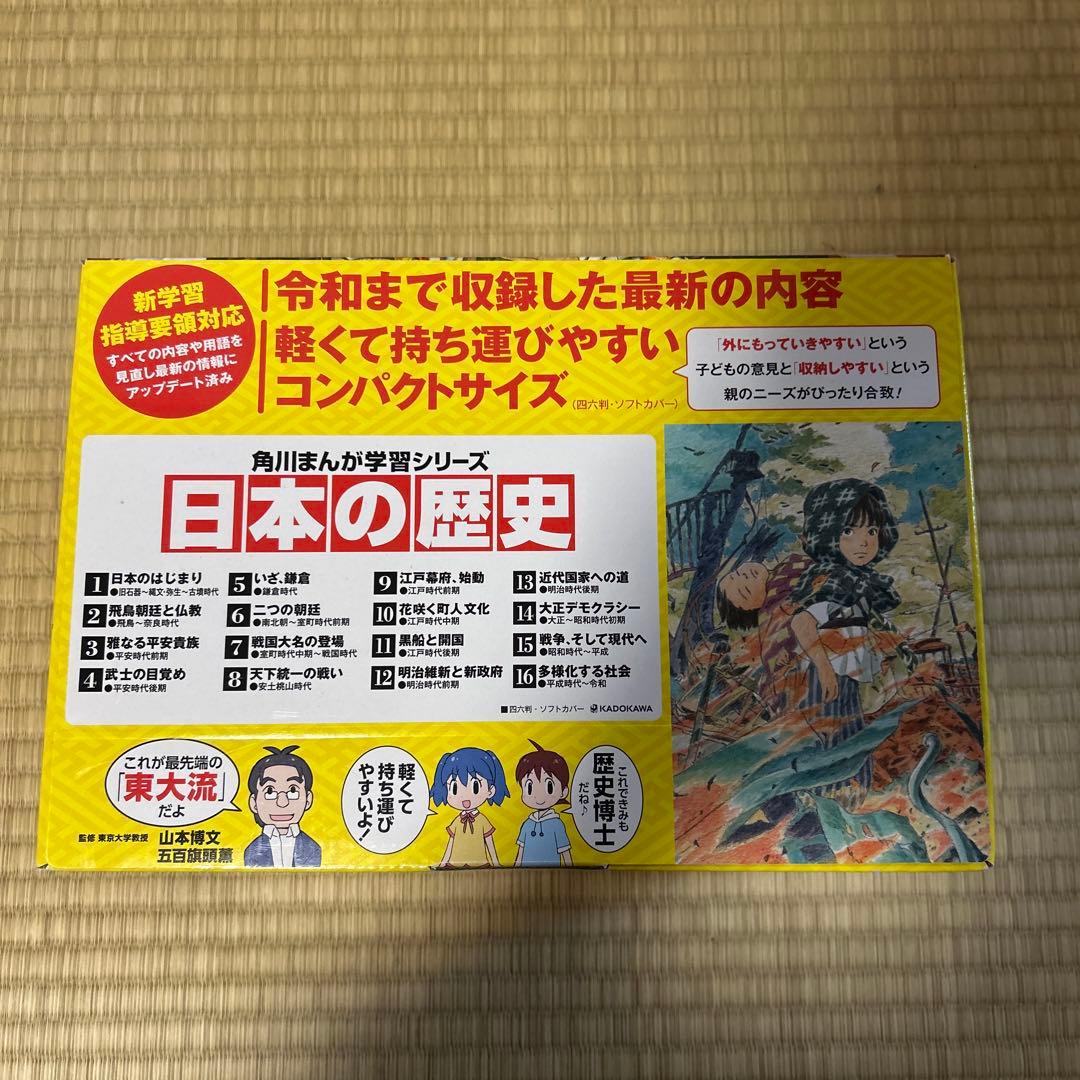 新学習
指導要領対応
すべての内容や用語を
見直し最新の情報に
アップデート済み
令和まで収録した最新の内容
軽くて持ち運びやすい
コンパクトサイズ(四六判・ソフトカバー)
「外にもっていきやすい」という
子どもの意見と「収納しやすい」という
親のニーズがぴったり合致!
角川まんが学習シリーズ
日本の歴史
1 日本のはじまり
●旧石器~縄文・弥生~古墳時代
2 飛鳥朝廷と仏教
●飛鳥~奈良時代
3 雅なる平安貴族
●平安時代前期
4 武士の目覚め
●平安時代後期
5 いざ、鎌倉
●鎌倉時代
6 二つの朝廷
●南北朝~室町時代前期
7 戦国大名の登場
●室町時代中期~戦国時代
8 天下統一の戦い
●安土桃山時代
9 江戸幕府、始動
●江戸時代前期
10 花咲く町人文化
●江戸時代中期
11 黒船と開国
●江戸時代後期
12 明治維新と新政府
●明治時代前期
13 近代国家への道
●明治時代後期
14 大正デモクラシー
●大正~昭和時代初期
15 戦争、そして現代へ
●昭和時代~平成
16 多様化する社会
●平成時代~令和
■四六判・ソフトカバー KADOKAWA
これが最先端の
「東大流」
だよ
監修 東京大学教授 山本博文
五百旗頭薫
軽くて
持ち運び
やすいよ!
これできみも
歴史博士
だね♪